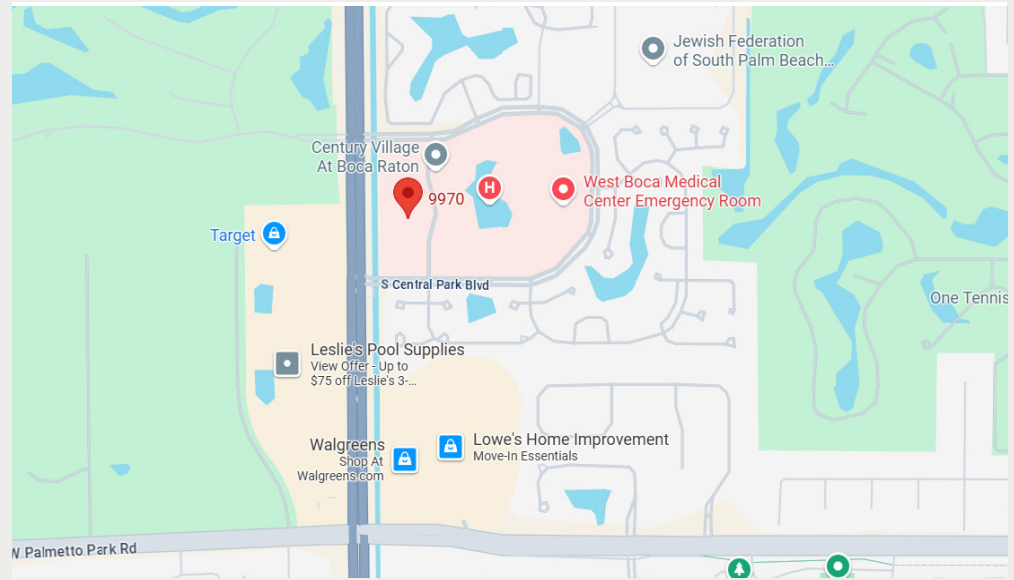 Jewish Federation
of South Palm Beach...
Century Village
At Boca Raton
H
West Boca Medical
Center Emergency Room
9970
Target
S Central Park Blvd
One Tennis
Leslie's Pool Supplies
View Offer - Up to
$75 off Leslie's 3-...
Walgreens
Shop At
Walgreens.com
Lowe's Home Improvement
Move-In Essentials
W Palmetto Park Rd